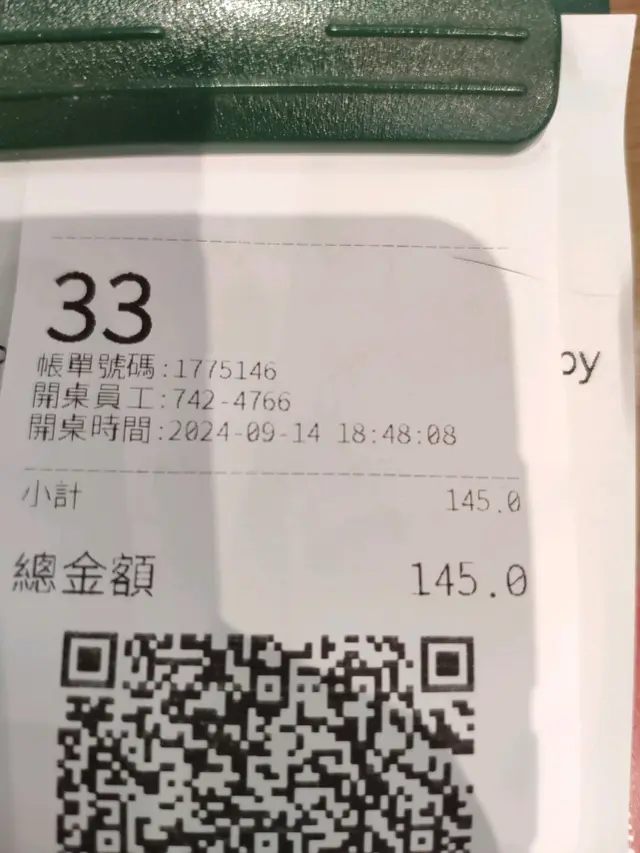 33
帳單號碼:1775146
開桌員工:742-4766
開桌時間:2024-09-14 18:48:08
小計 145.0
總金額 145.0